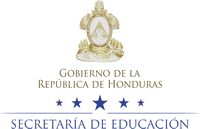 GOBIERNO DE LA
REPÚBLICA DE HONDURAS
SECRETARÍA DE EDUCACIÓN